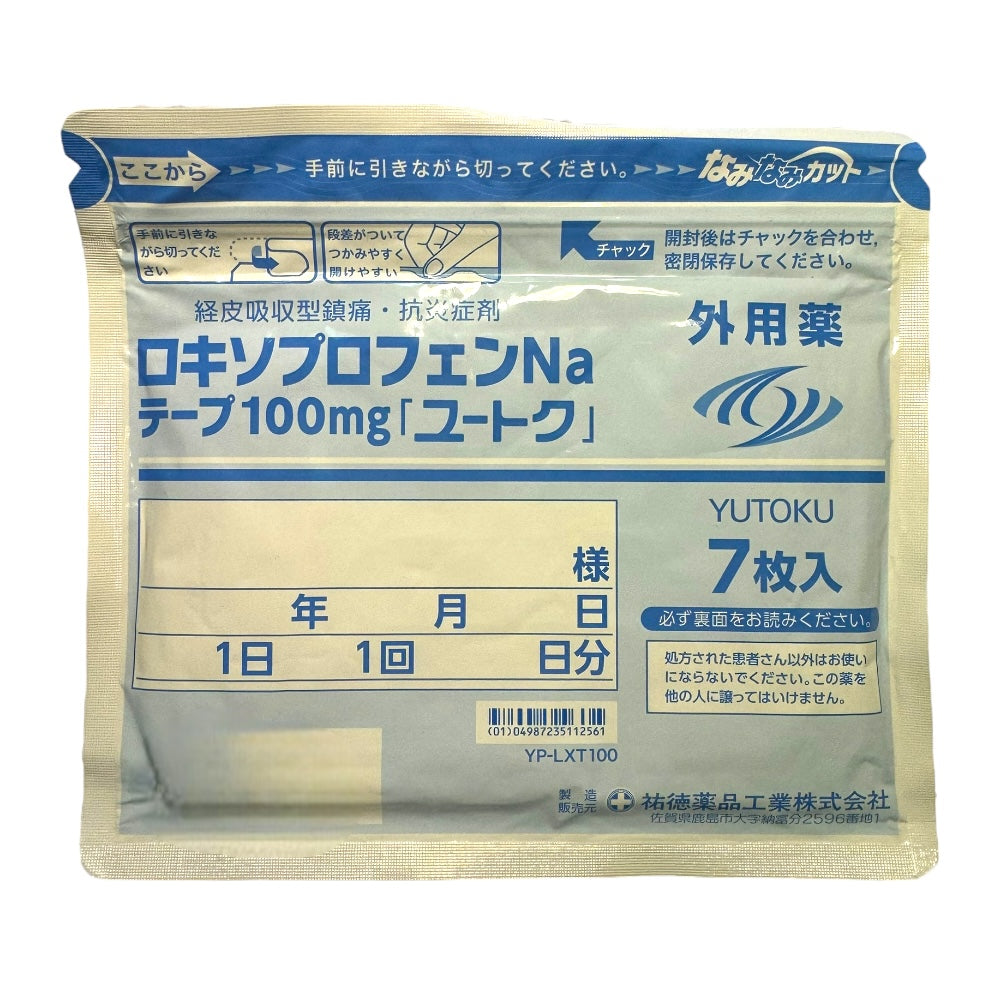 ここから
手前に引きながら切ってください。
なみなみカット
手前に引きな
がら切ってくだ
さい
段差がついて
つかみやすく
開けやすい
チャック
開封後はチャックを合わせ,
密閉保存してください。
経皮吸収型鎮痛・抗炎症剤
ロキソプロフェンNa
テープ100mg「ユートク」
外用薬
YUTOKU
7枚入
必ず裏面をお読みください。
処方された患者さん以外はお使い
にならないでください。この薬を
他の人に譲ってはいけません。
様
年 月 日
1日 1回 日分
(01)04987235112561
YP-LXT100
製造
販売元
祐徳薬品工業株式会社
佐賀県鹿島市大字納富分2596番地1